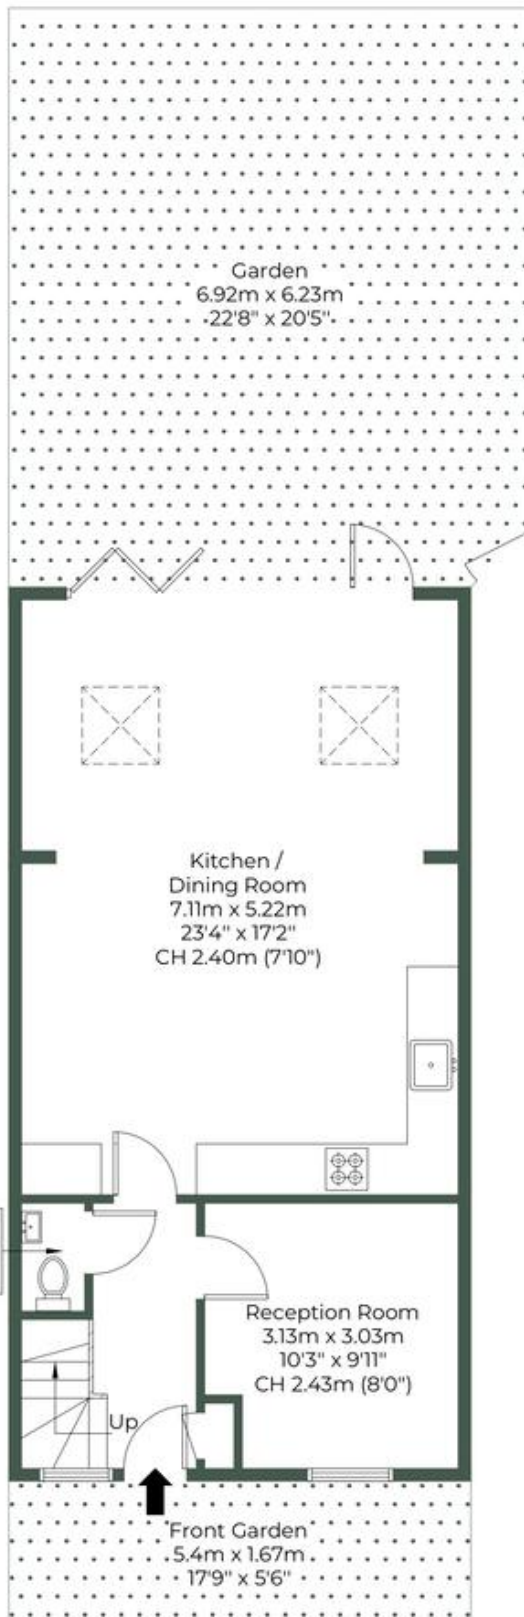 Garden
6.92m x 6.23m
22'8" x 20'5"
Kitchen /
Dining Room
7.11m x 5.22m
23'4" x 17'2"
CH 2.40m (7'10")
Reception Room
3.13m x 3.03m
10'3" x 9'11"
CH 2.43m (8'0")
Up
Front Garden
5.4m x 1.67m
17'9" x 5'6"